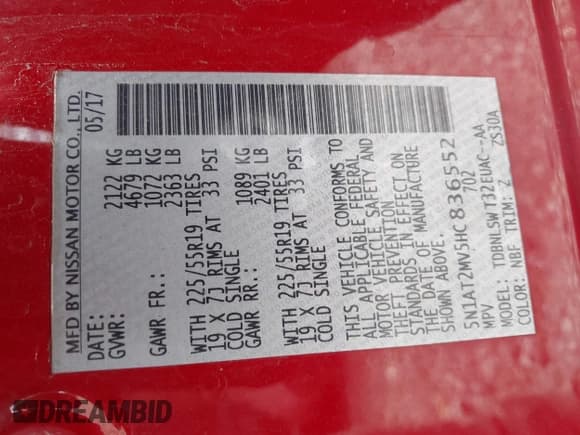 MFD BY NISSAN MOTOR CO., LTD.
DATE: 05/17
GVWR: 2122 KG
4679 LB
GAWR FR.: 1072 KG
2363 LB
WITH 225/55R19 TIRES
19 X 7J RIMS AT 33 PSI
COLD SINGLE
GAWR RR.: 1089 KG
2401 LB
WITH 225/55R19 TIRES
19 X 7J RIMS AT 33 PSI
COLD SINGLE
THIS VEHICLE CONFORMS TO
ALL APPLICABLE FEDERAL
MOTOR VEHICLE SAFETY AND
THEFT PREVENTION
STANDARDS IN EFFECT ON
THE DATE OF MANUFACTURE
SHOWN ABOVE.
5N1AT2MV5HC836552
MPV 702
MODEL: TDBNLSWT32EUAC--AA
COLOR: NBF TRIM: Z ZS30A
DREAMBID